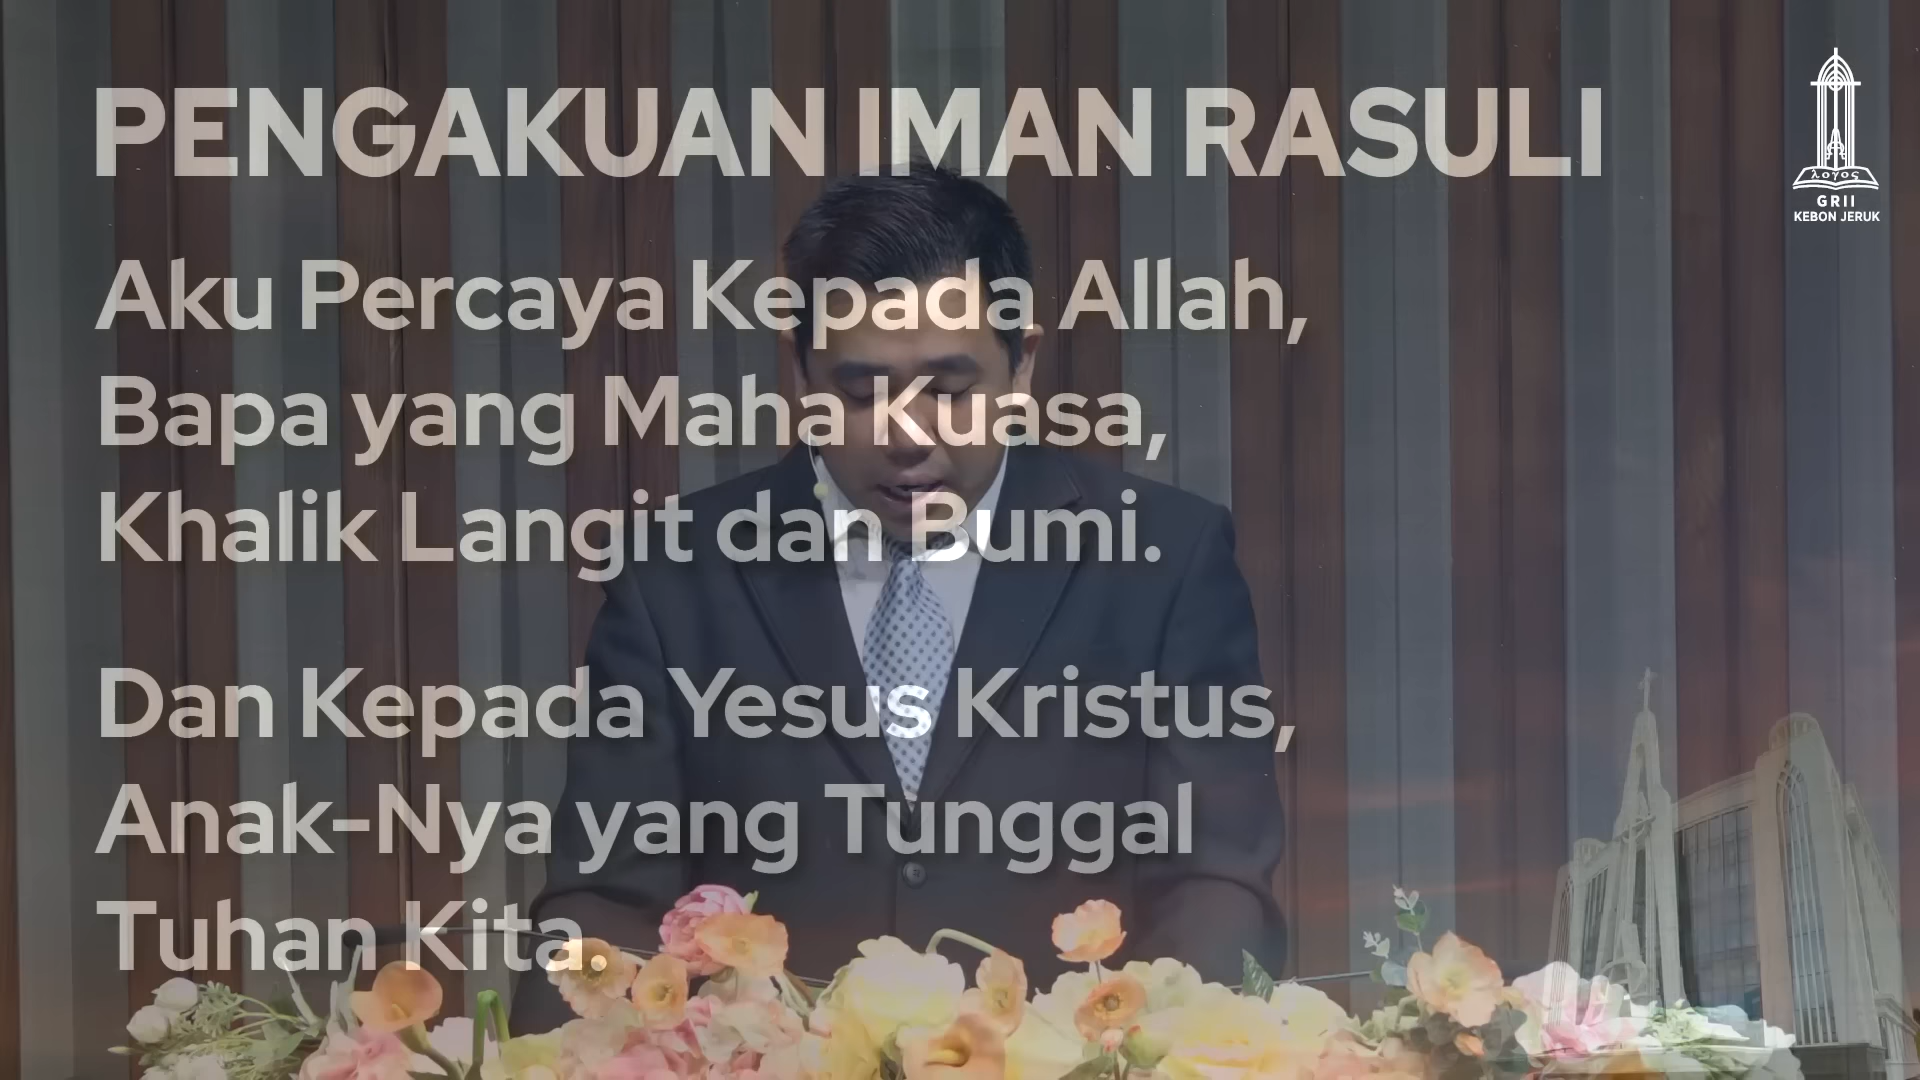 PENGAKUAN IMAN RASULI
Aku Percaya Kepada Allah,
Bapa yang Maha Kuasa,
Khalik Langit dan Bumi.
Dan Kepada Yesus Kristus,
Anak-Nya yang Tunggal
Tuhan Kita.
λογος
GRII
KEBON JERUK